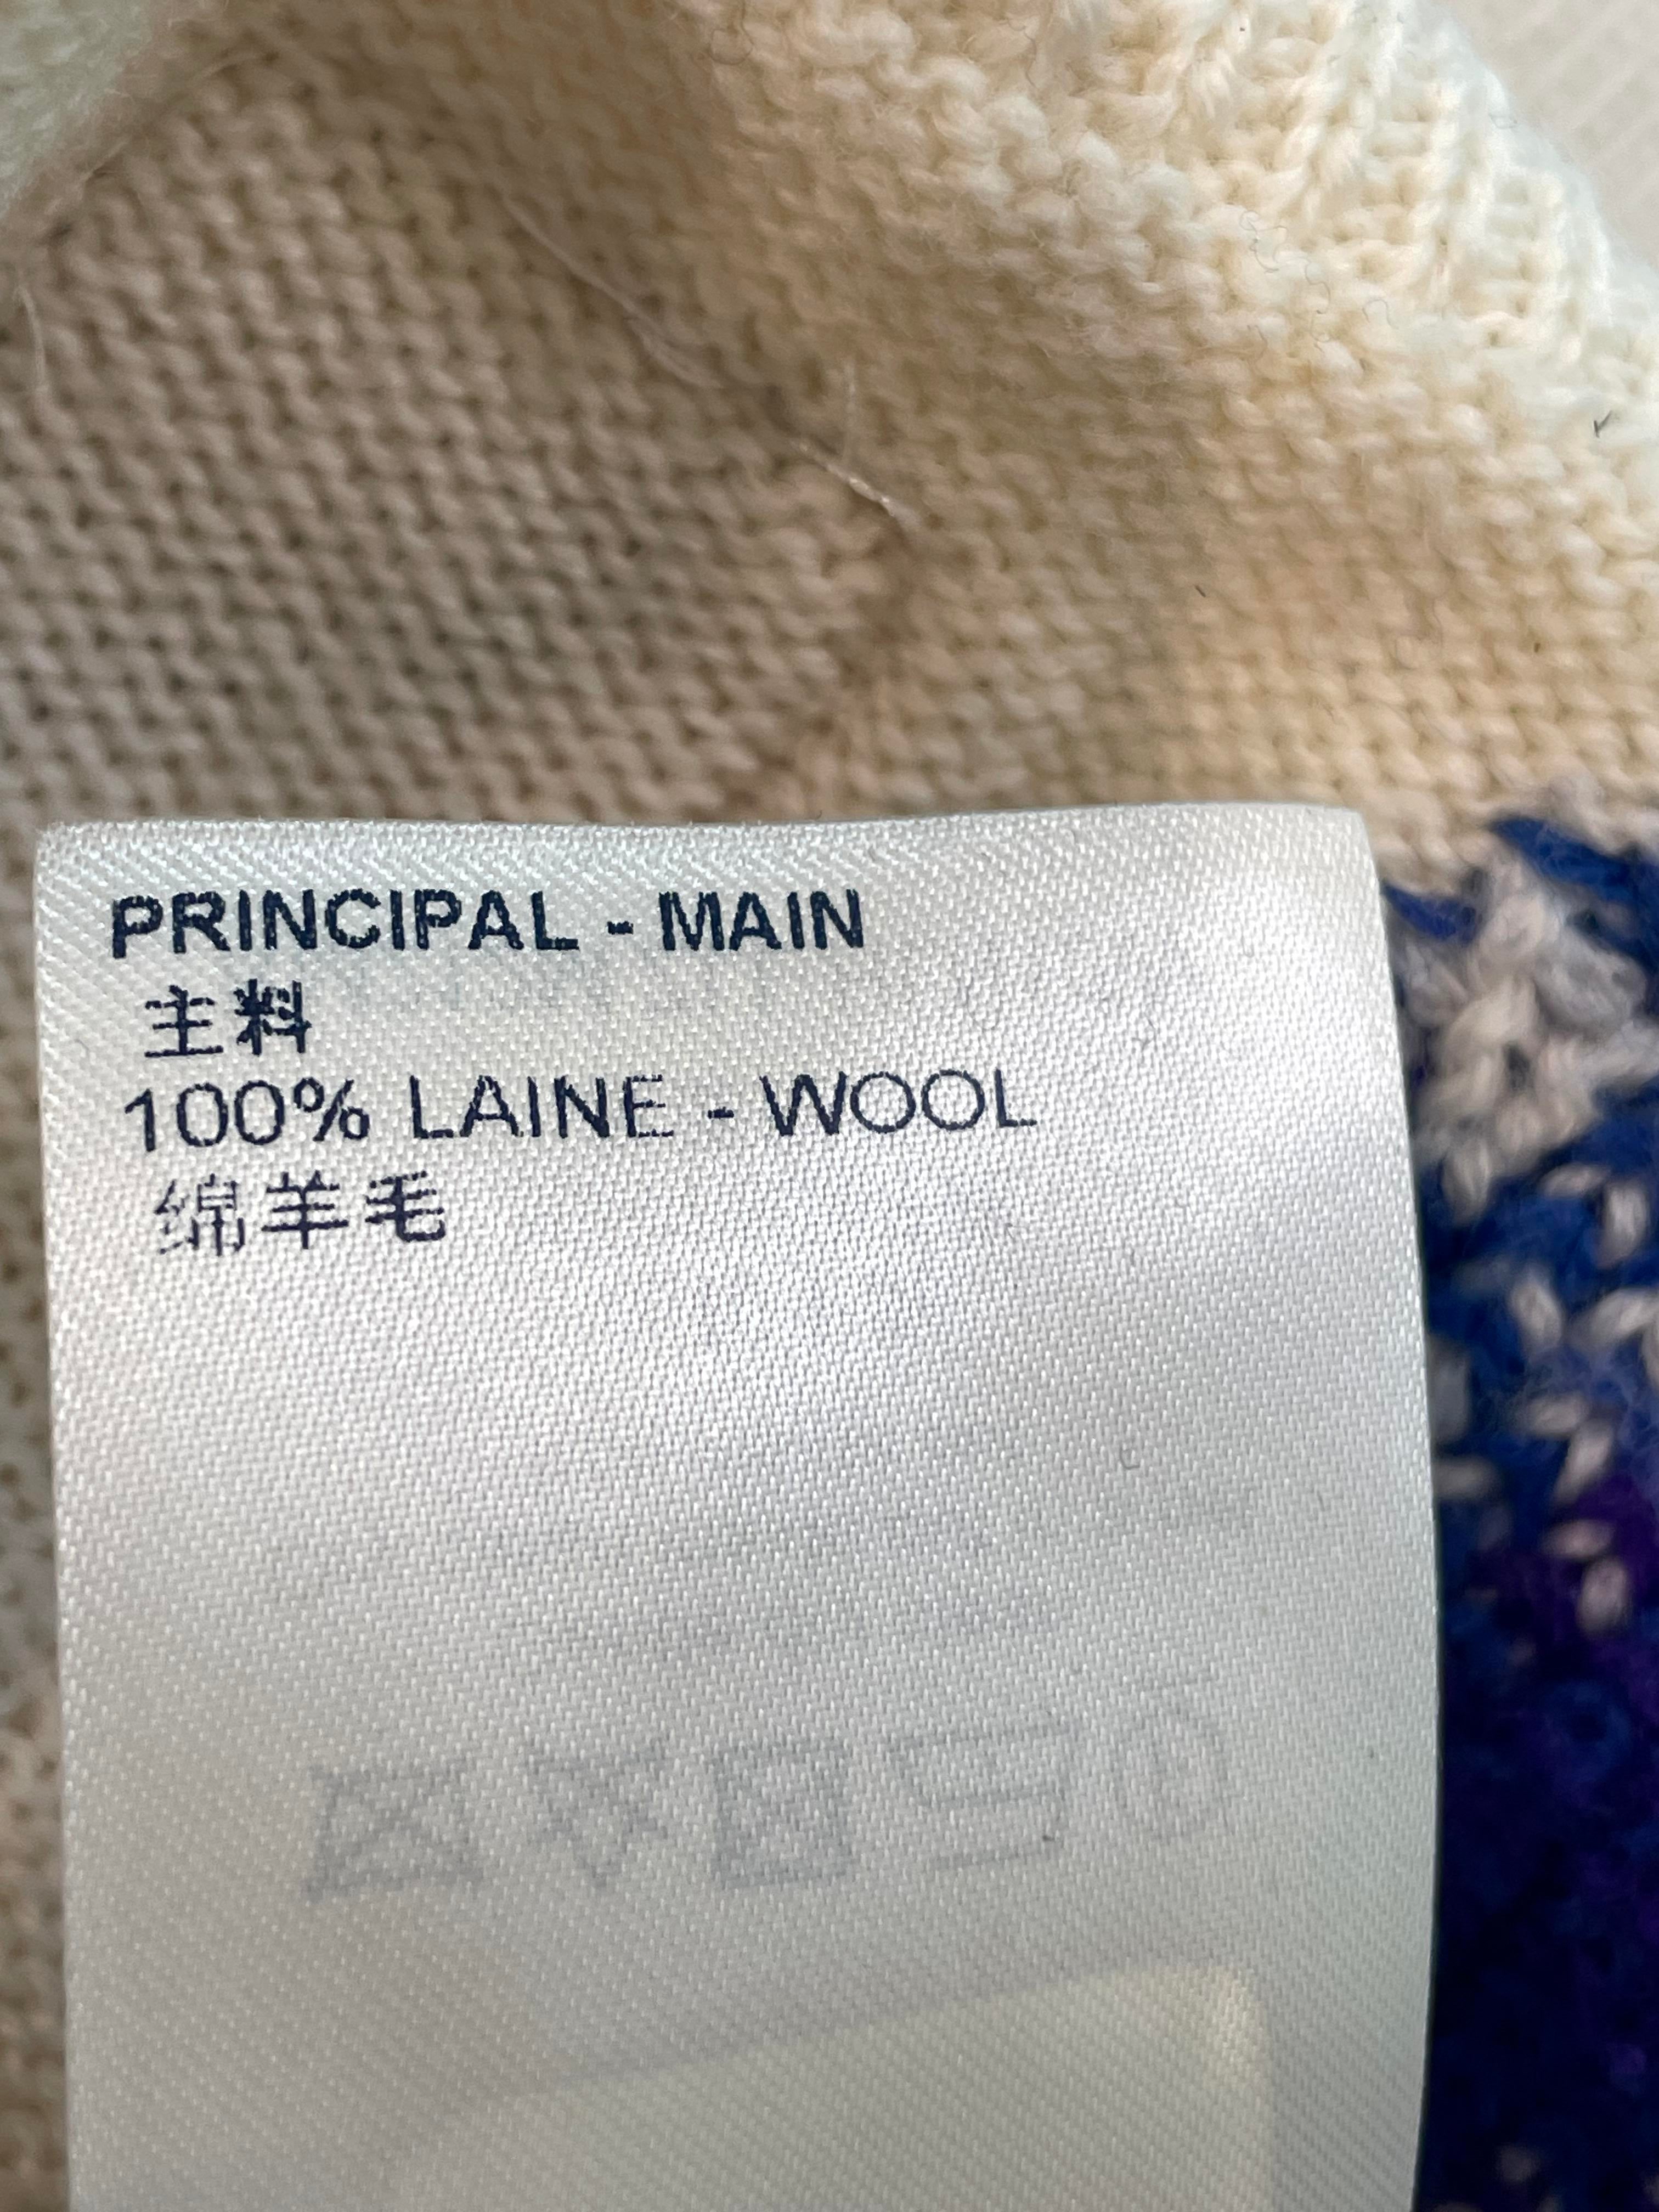 PRINCIPAL - MAIN
主料
100% LAINE - WOOL
绵羊毛